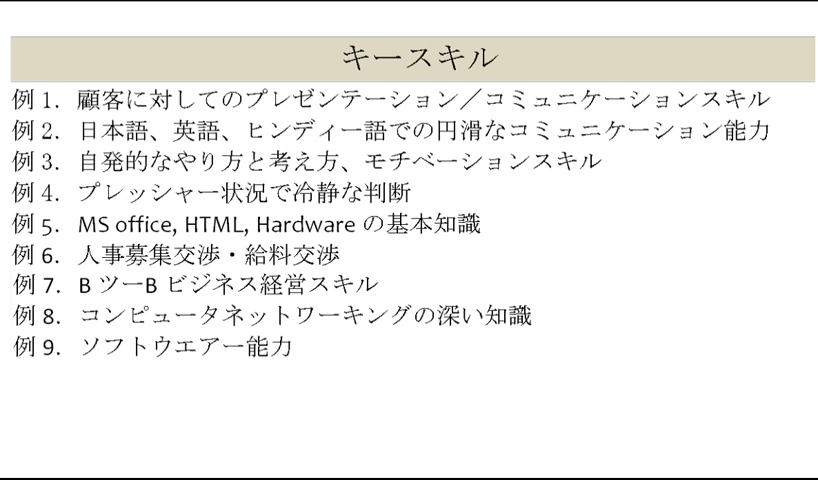 キースキル
例 1. 顧客に対してのプレゼンテーション／コミュニケーションスキル
例 2. 日本語、英語、ヒンディー語での円滑なコミュニケーション能力
例 3. 自発的なやり方と考え方、モチベーションスキル
例 4. プレッシャー状況で冷静な判断
例 5. MS office, HTML, Hardware の基本知識
例 6. 人事募集交渉・給料交渉
例 7. B ツーB ビジネス経営スキル
例 8. コンピュータネットワーキングの深い知識
例 9. ソフトウエアー能力